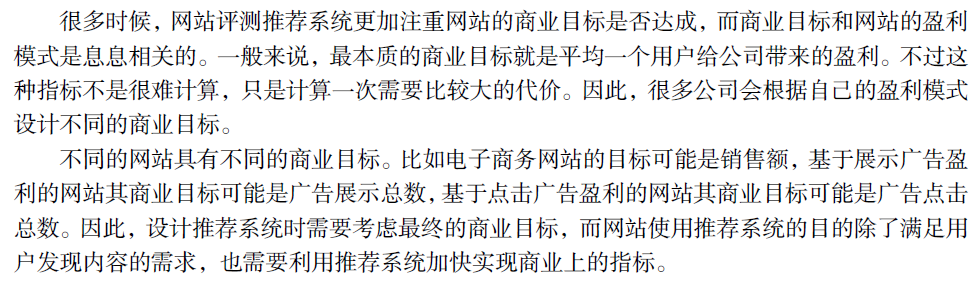 很多时候，网站评测推荐系统更加注重网站的商业目标是否达成，而商业目标和网站的盈利
模式是息息相关的。一般来说，最本质的商业目标就是平均一个用户给公司带来的盈利。不过这
种指标不是很难计算，只是计算一次需要比较大的代价。因此，很多公司会根据自己的盈利模式
设计不同的商业目标。
不同的网站具有不同的商业目标。比如电子商务网站的目标可能是销售额，基于展示广告盈
利的网站其商业目标可能是广告展示总数，基于点击广告盈利的网站其商业目标可能是广告点击
总数。因此，设计推荐系统时需要考虑最终的商业目标，而网站使用推荐系统的目的除了满足用
户发现内容的需求，也需要利用推荐系统加快实现商业上的指标。